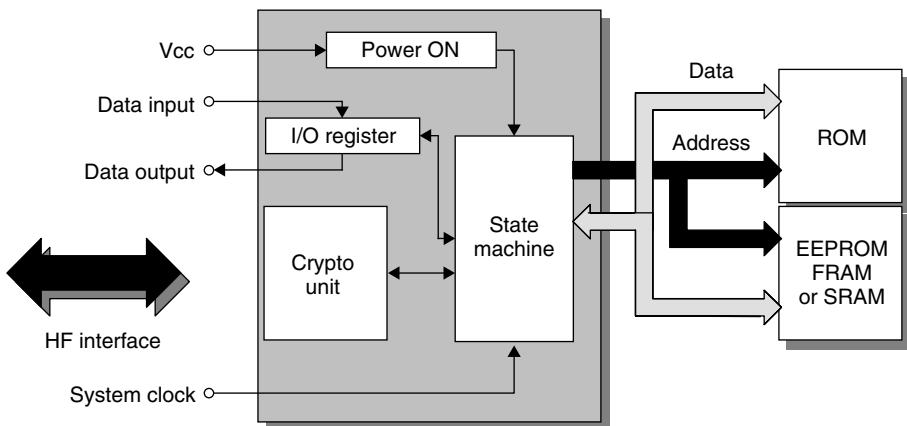 Vcc
Power ON
Data
Data input
I/O register
Address
ROM
Data output
State
machine
Crypto
unit
EEPROM
FRAM
or SRAM
HF interface
System clock